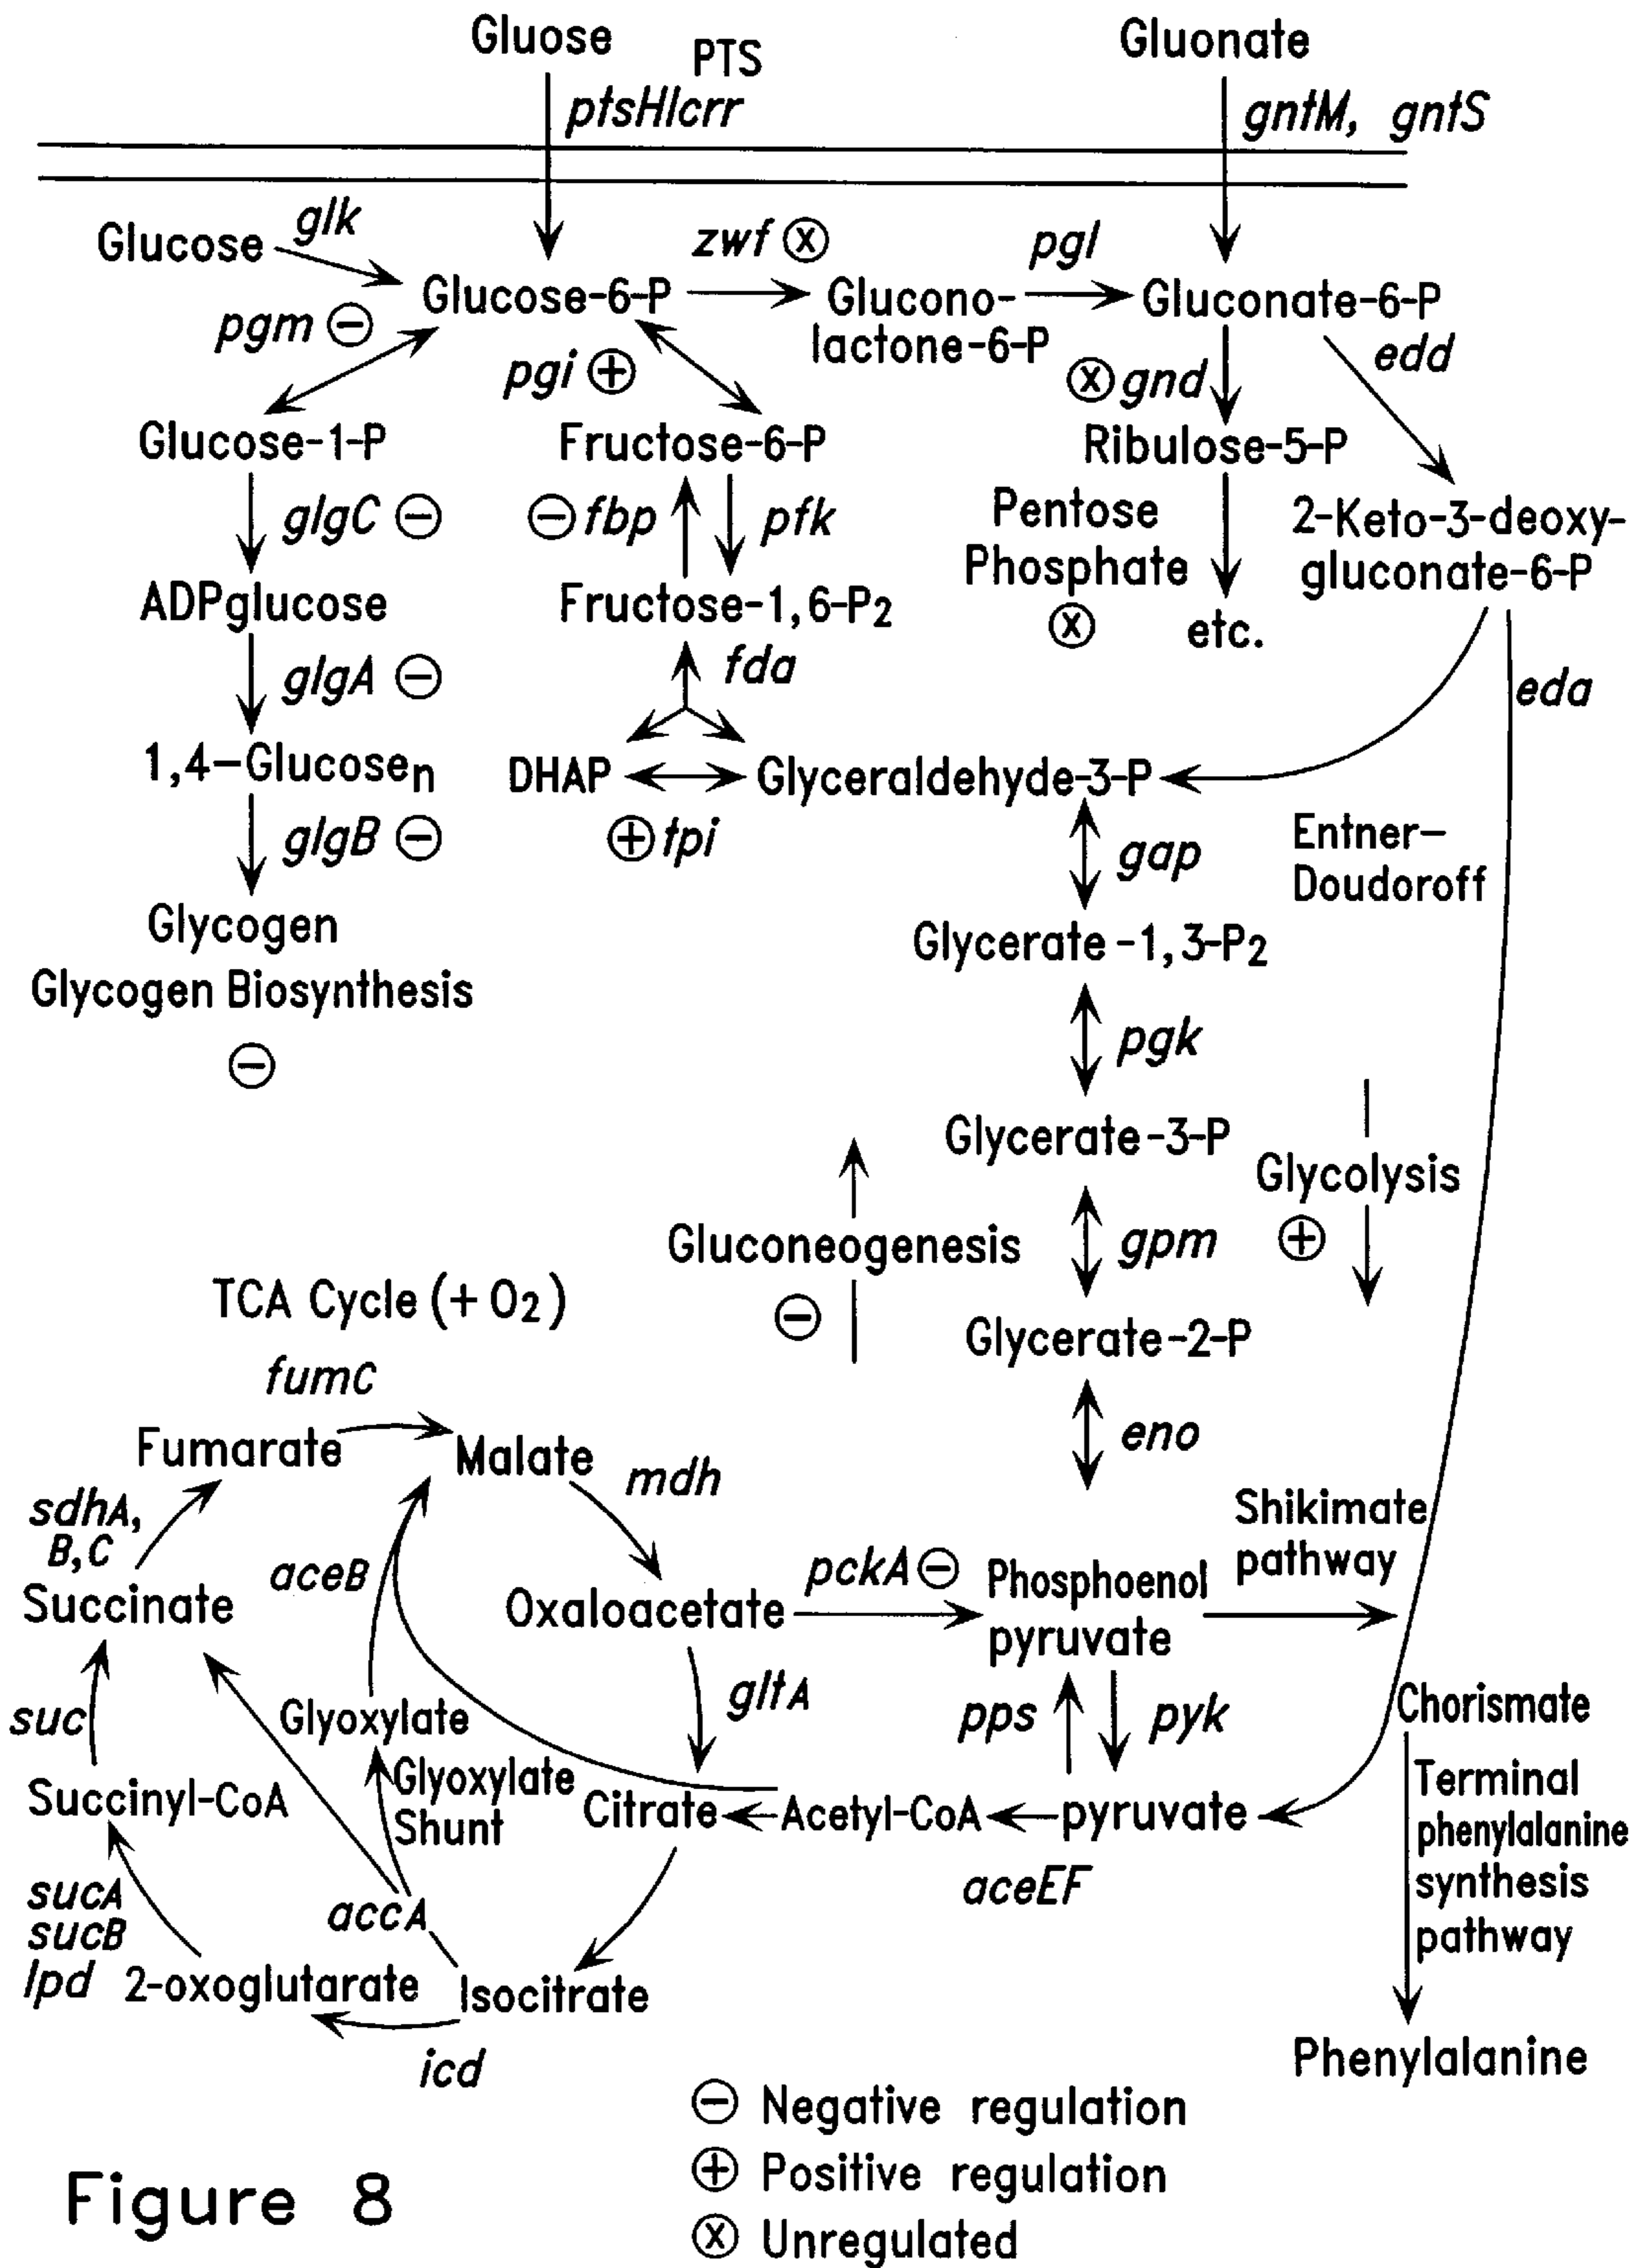 Gluose
PTS
ptsHIcrr
Gluonate
gntM, gntS
Glucose
glk
Glucose-6-P
zwf ⓧ
Glucono-
lactone-6-P
pgl
Gluconate-6-P
pgm ⊖
pgi ⊕
ⓧ gnd
edd
Glucose-1-P
Fructose-6-P
Ribulose-5-P
glgC ⊖
⊖ fbp
pfk
Pentose
Phosphate
ⓧ
etc.
2-Keto-3-deoxy-
gluconate-6-P
ADPglucose
Fructose-1,6-P2
glgA ⊖
fda
eda
1,4-Glucosen
DHAP
Glyceraldehyde-3-P
glgB ⊖
⊕ tpi
gap
Entner-
Doudoroff
Glycogen
Glycogen Biosynthesis
⊖
Glycerate -1,3-P2
pgk
Glycerate-3-P
Glycolysis
⊕
Gluconeogenesis
⊖
gpm
Glycerate-2-P
eno
TCA Cycle (+ O2)
fumC
Fumarate
Malate
mdh
sdhA,
B,C
aceB
Succinate
Oxaloacetate
pckA ⊖
Phosphoenol
pyruvate
Shikimate
pathway
gltA
pps
pyk
suc
Glyoxylate
Glyoxylate
Shunt
Chorismate
Succinyl-CoA
Citrate
Acetyl-CoA
pyruvate
aceEF
Terminal
phenylalanine
synthesis
pathway
sucA
sucB
lpd
accA
2-oxoglutarate
Isocitrate
icd
Phenylalanine
⊖ Negative regulation
⊕ Positive regulation
ⓧ Unregulated
Figure 8